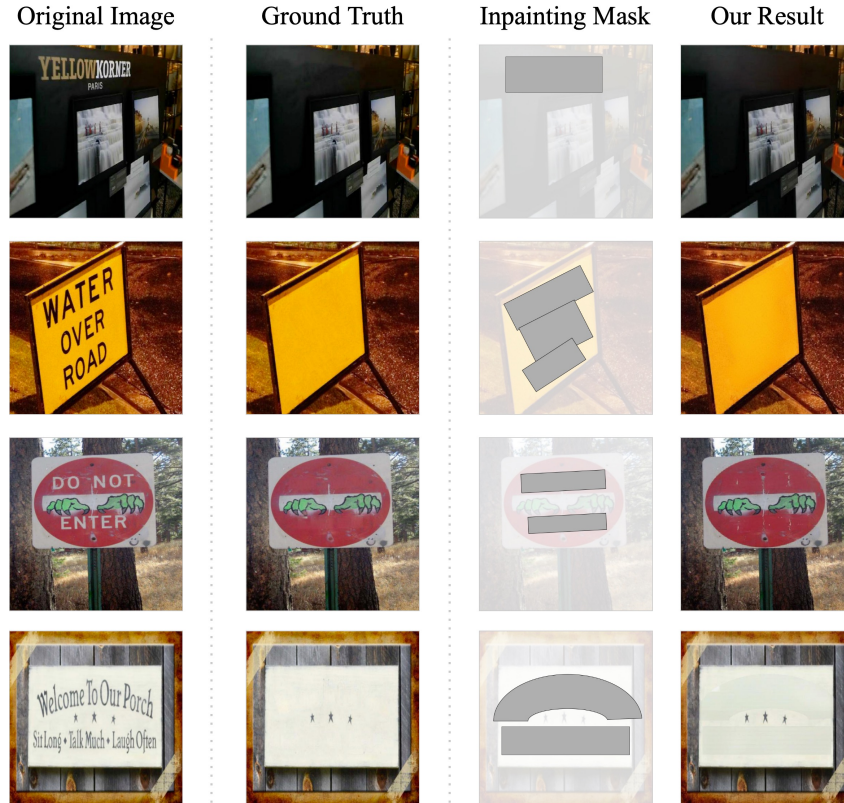 Original Image
Ground Truth
Inpainting Mask
Our Result
YELLOWKORNER
PARIS
WATER
OVER
ROAD
DO NOT
ENTER
Welcome To Our Porch
Sit Long • Talk Much • Laugh Often